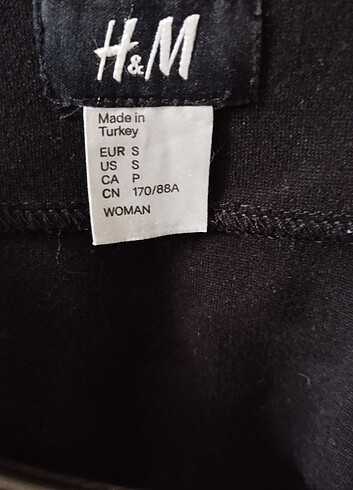 H&M
Made in
Turkey
EUR S
US S
CA P
CN 170/88A
WOMAN